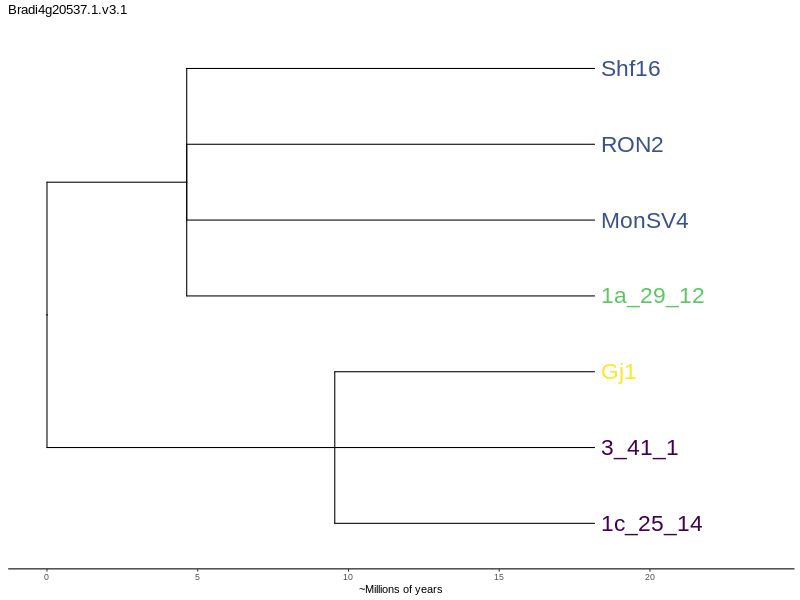 Bradi4g20537.1.v3.1
Shf16
RON2
MonSV4
1a_29_12
Gj1
3_41_1
1c_25_14
0 5 10 15 20
~Millions of years